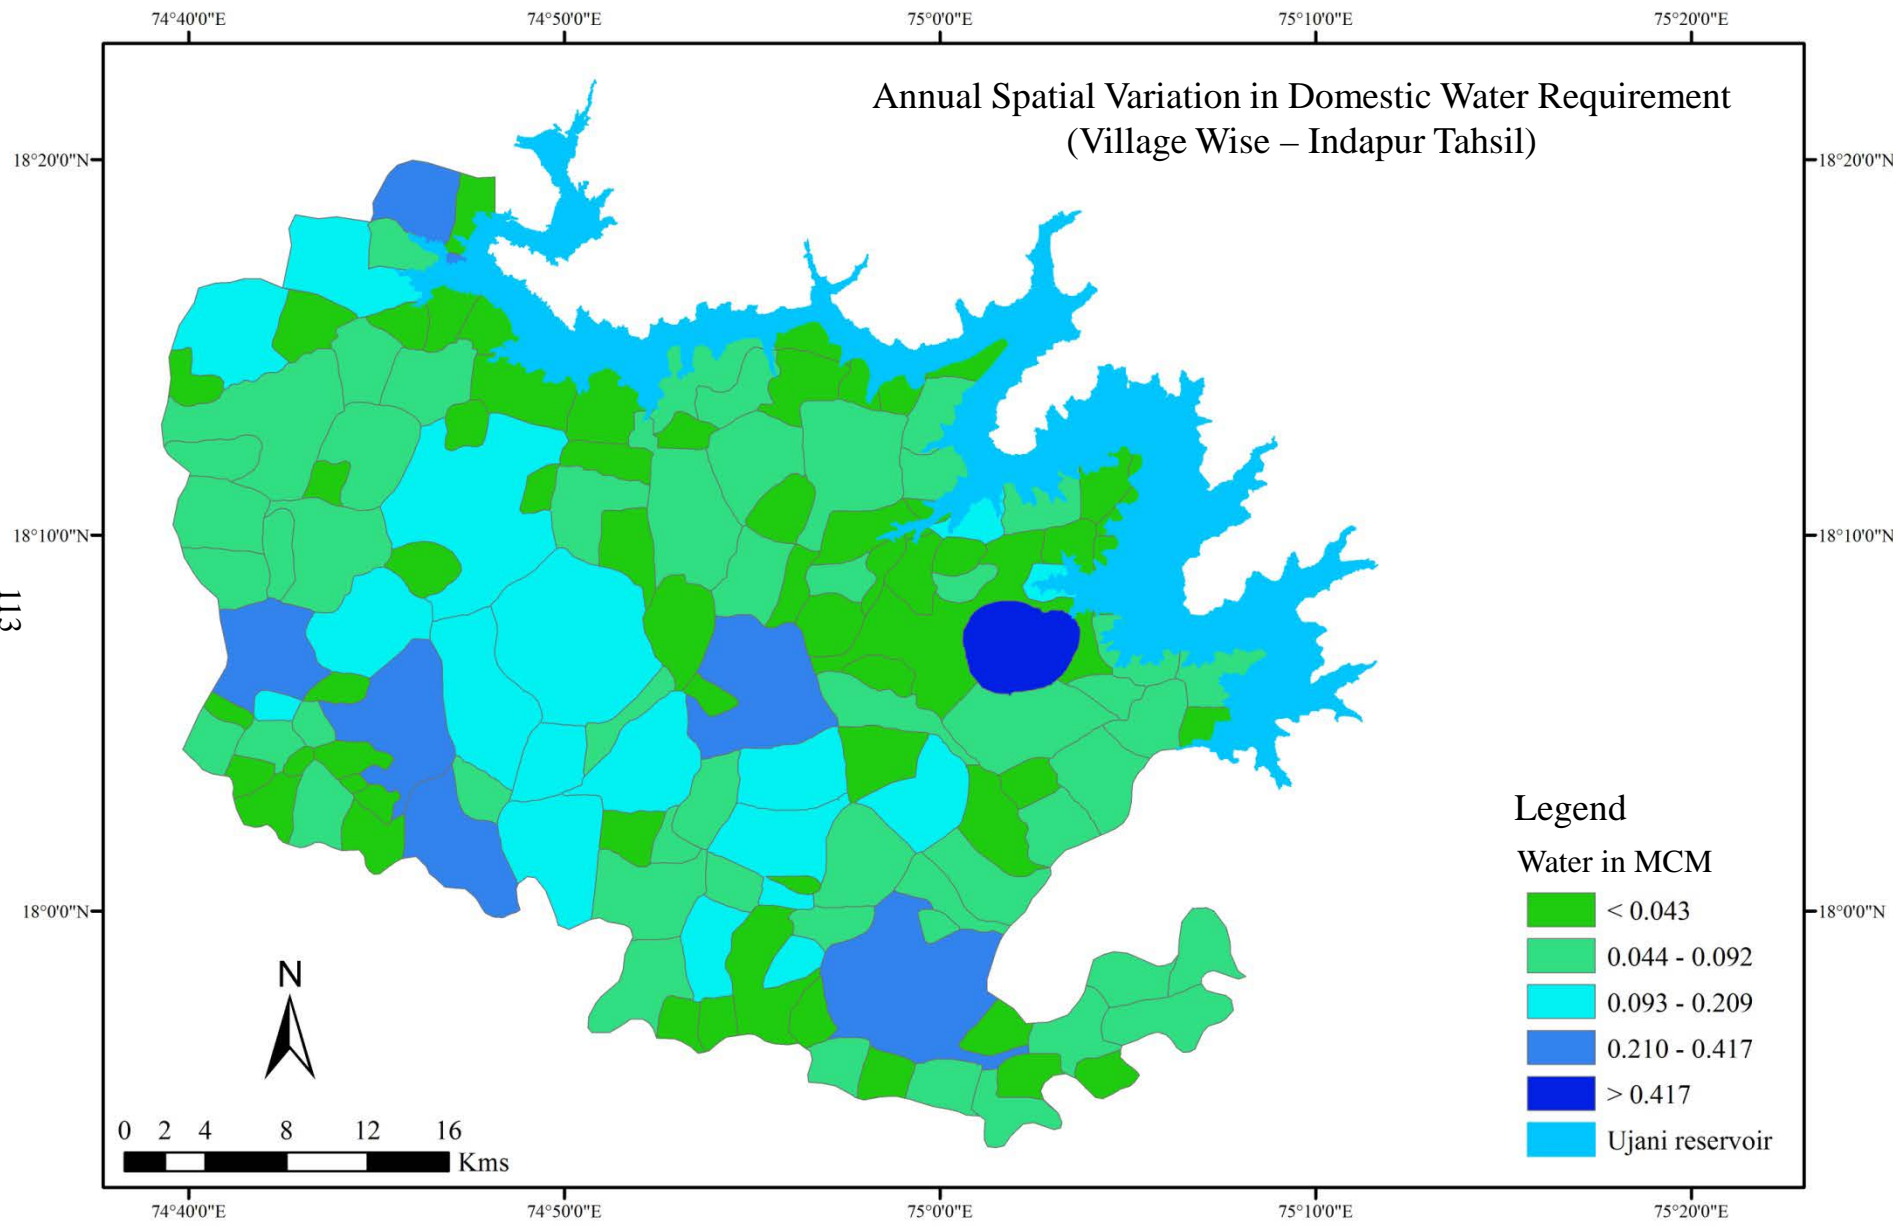 74°40'0"E 74°50'0"E 75°0'0"E 75°10'0"E 75°20'0"E
Annual Spatial Variation in Domestic Water Requirement
(Village Wise – Indapur Tahsil)
18°20'0"N 18°20'0"N
18°10'0"N 18°10'0"N
113
Legend
Water in MCM
< 0.043
18°0'0"N 18°0'0"N
0.044 - 0.092
N
0.093 - 0.209
0.210 - 0.417
> 0.417
0 2 4 8 12 16
Ujani reservoir
Kms
74°40'0"E 74°50'0"E 75°0'0"E 75°10'0"E 75°20'0"E